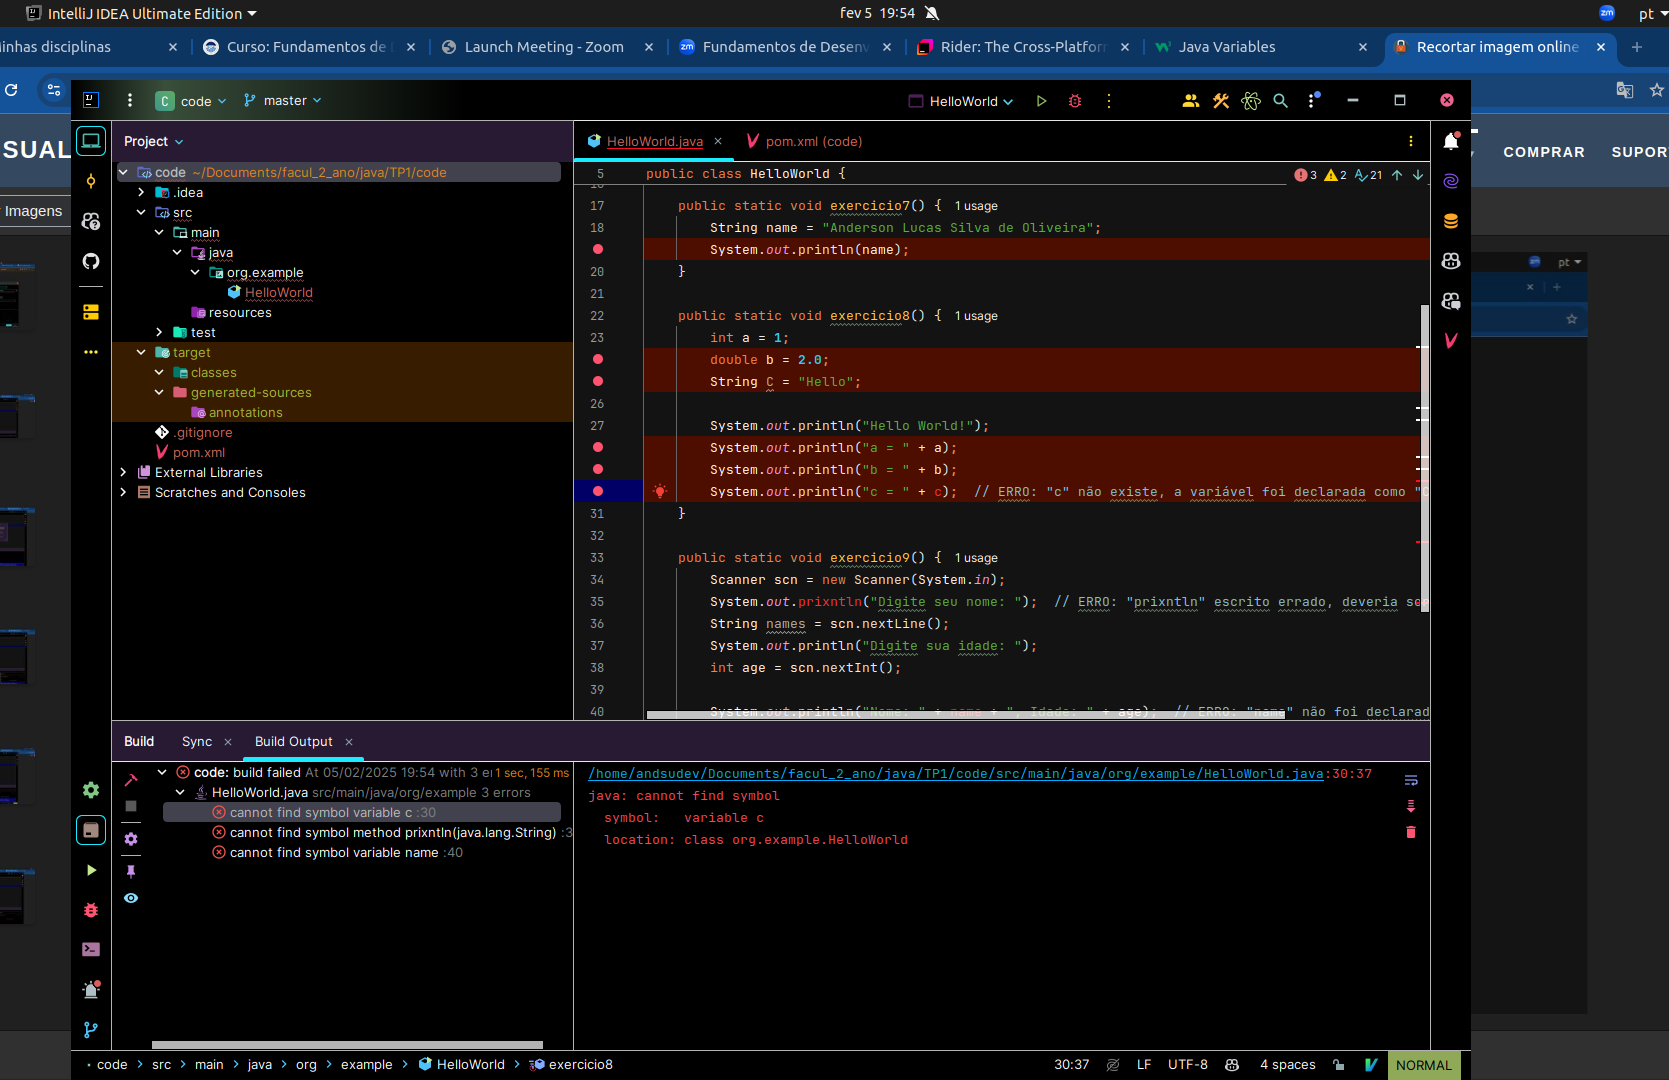 IntelliJ IDEA Ultimate Edition
fev 5 19:54
zm
pt
inhas disciplinas
Curso: Fundamentos de D
Launch Meeting - Zoom
zm
Fundamentos de Desenv
Rider: The Cross-Platform
Java Variables
Recortar imagem online
SUAL
COMPRAR
SUPOR
Imagens
pt
C code
master
HelloWorld
Project
HelloWorld.java
pom.xml (code)
code ~/Documents/facul_2_ano/java/TP1/code
.idea
src
main
java
org.example
HelloWorld
resources
test
target
classes
generated-sources
annotations
.gitignore
pom.xml
External Libraries
Scratches and Consoles
5 public class HelloWorld {
3 2 21
17 public static void exercicio7() { 1 usage
18 String name = "Anderson Lucas Silva de Oliveira";
System.out.println(name);
20 }
21
22 public static void exercicio8() { 1 usage
23 int a = 1;
double b = 2.0;
String C = "Hello";
26
27 System.out.println("Hello World!");
System.out.println("a = " + a);
System.out.println("b = " + b);
System.out.println("c = " + c); // ERRO: "c" não existe, a variável foi declarada como "C
31 }
32
33 public static void exercicio9() { 1 usage
34 Scanner scn = new Scanner(System.in);
35 System.out.prixntln("Digite seu nome: "); // ERRO: "prixntln" escrito errado, deveria se
36 String names = scn.nextLine();
37 System.out.println("Digite sua idade: ");
38 int age = scn.nextInt();
39
40 System.out.println("Nome: " + name + ", Idade: " + age); // ERRO: "name" não foi declarad
Build
Sync
Build Output
code: build failed At 05/02/2025 19:54 with 3 er 1 sec, 155 ms
HelloWorld.java src/main/java/org/example 3 errors
cannot find symbol variable c :30
cannot find symbol method prixntln(java.lang.String) :3
cannot find symbol variable name :40
/home/andsudev/Documents/facul_2_ano/java/TP1/code/src/main/java/org/example/HelloWorld.java:30:37
java: cannot find symbol
symbol: variable c
location: class org.example.HelloWorld
code > src > main > java > org > example > HelloWorld > exercicio8
30:37
LF
UTF-8
4 spaces
NORMAL